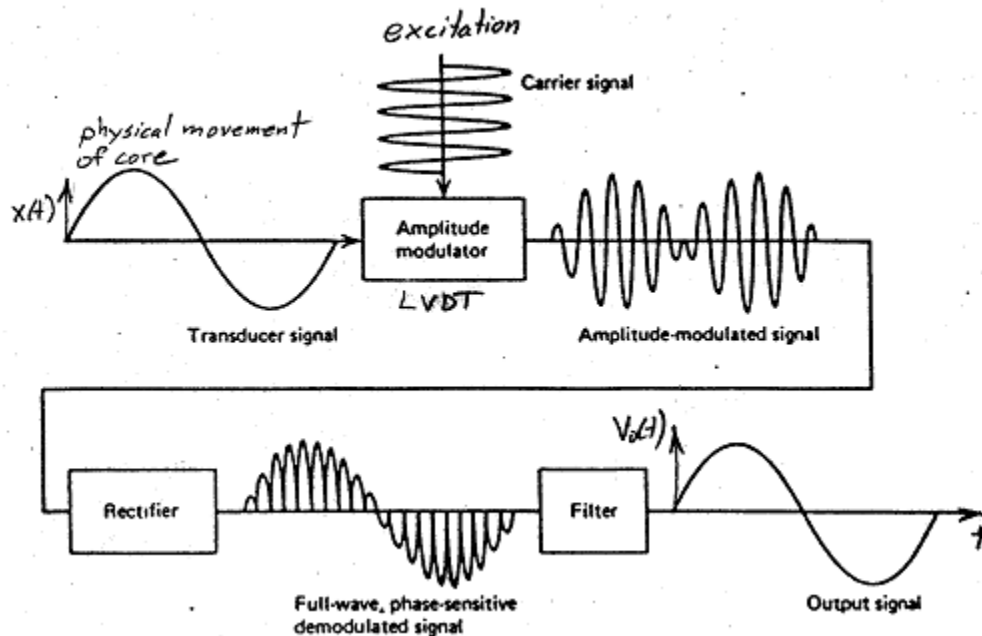 excitation
Carrier signal
physical movement
of core
x(t)
Amplitude
modulator
LVDT
Transducer signal
Amplitude-modulated signal
Rectifier
Filter
V₀(t)
t
Full-wave, phase-sensitive
demodulated signal
Output signal